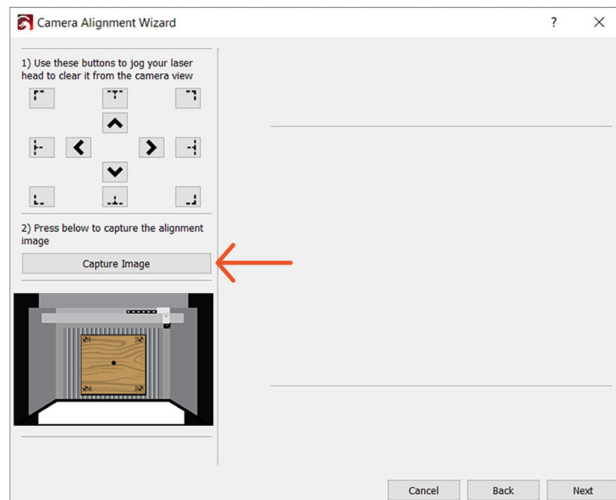 Camera Alignment Wizard
?
1) Use these buttons to jog your laser
head to clear it from the camera view
2) Press below to capture the alignment
image
Capture Image
Cancel
Back
Next